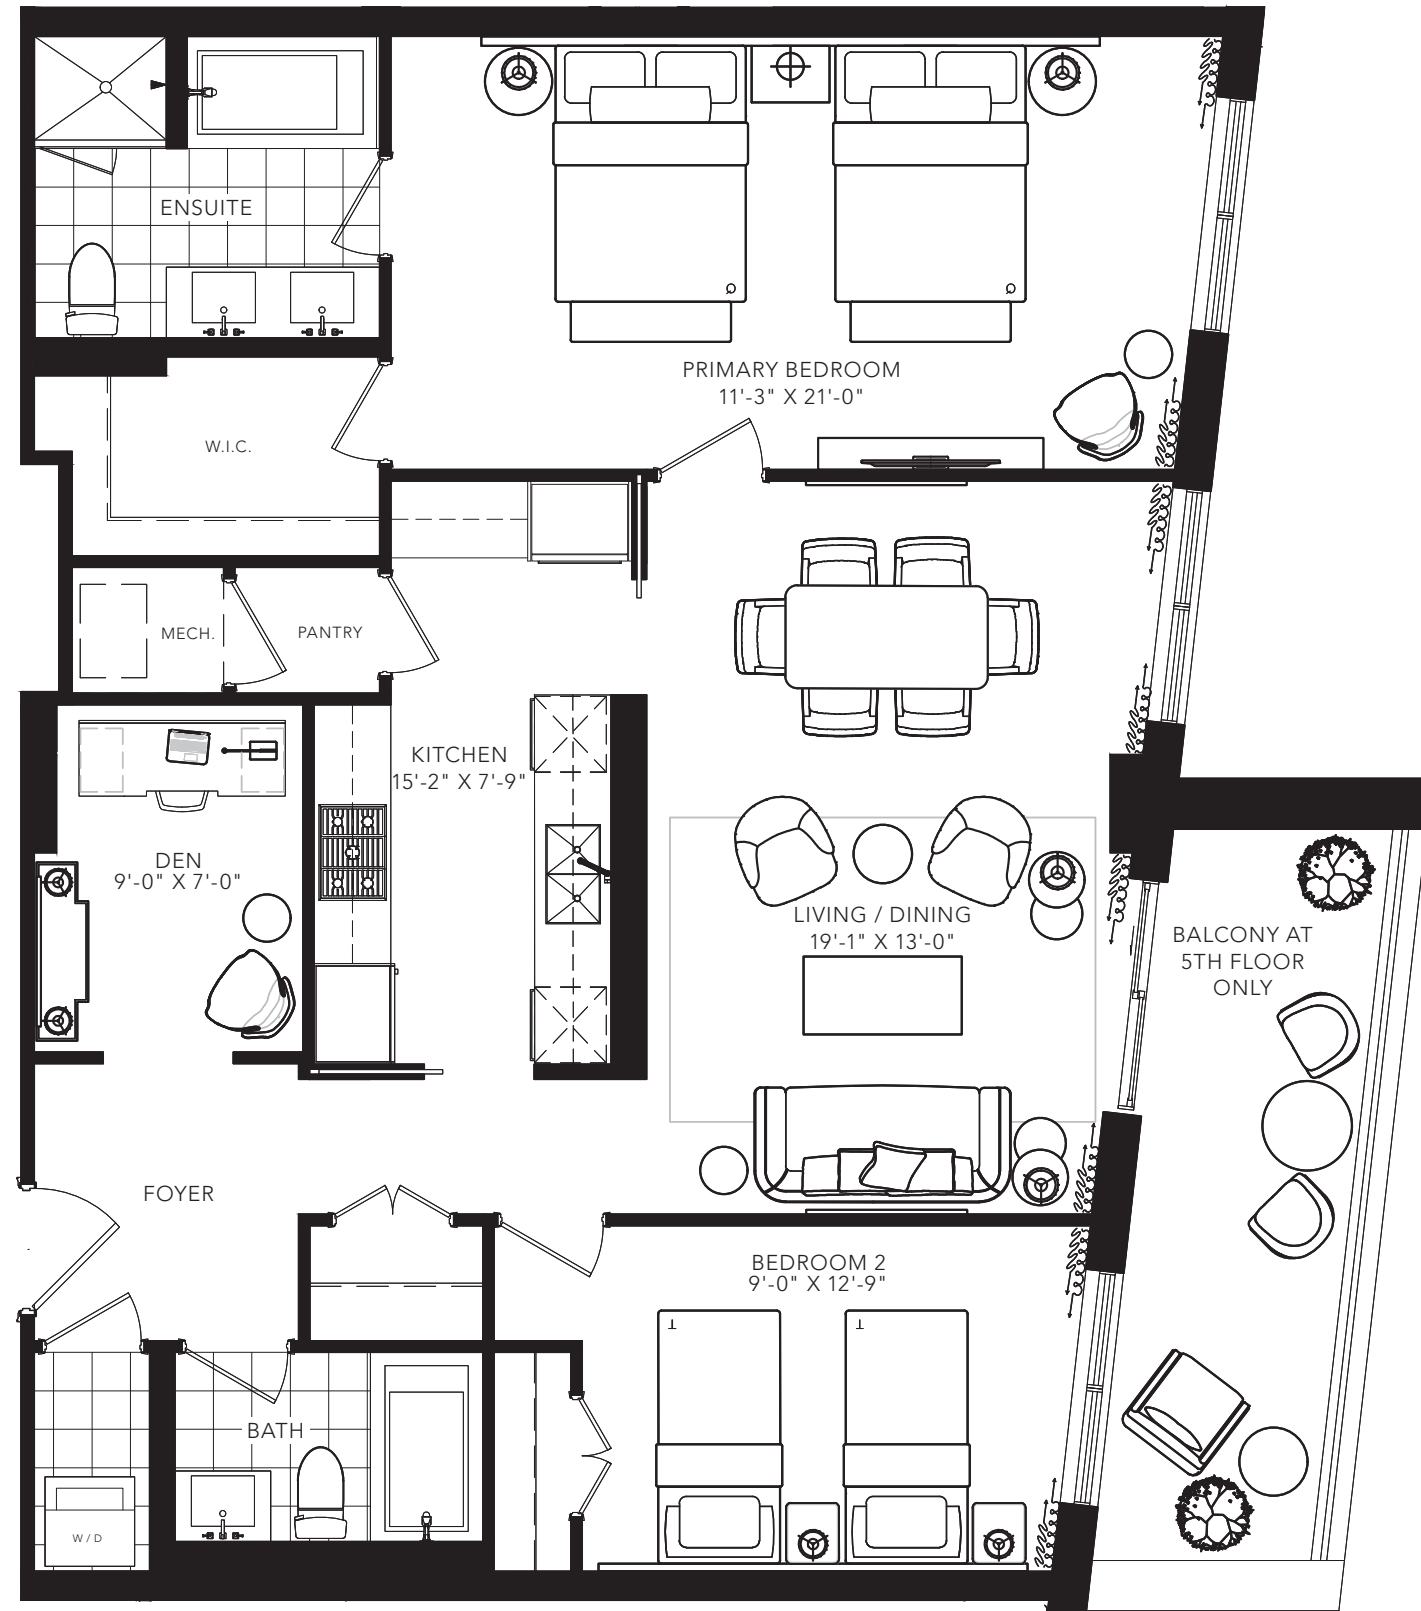 ENSUITE
PRIMARY BEDROOM
11'-3" X 21'-0"
W.I.C.
MECH.
PANTRY
KITCHEN
15'-2" X 7'-9"
DEN
9'-0" X 7'-0"
LIVING / DINING
19'-1" X 13'-0"
BALCONY AT
5TH FLOOR
ONLY
FOYER
BEDROOM 2
9'-0" X 12'-9"
BATH
W / D